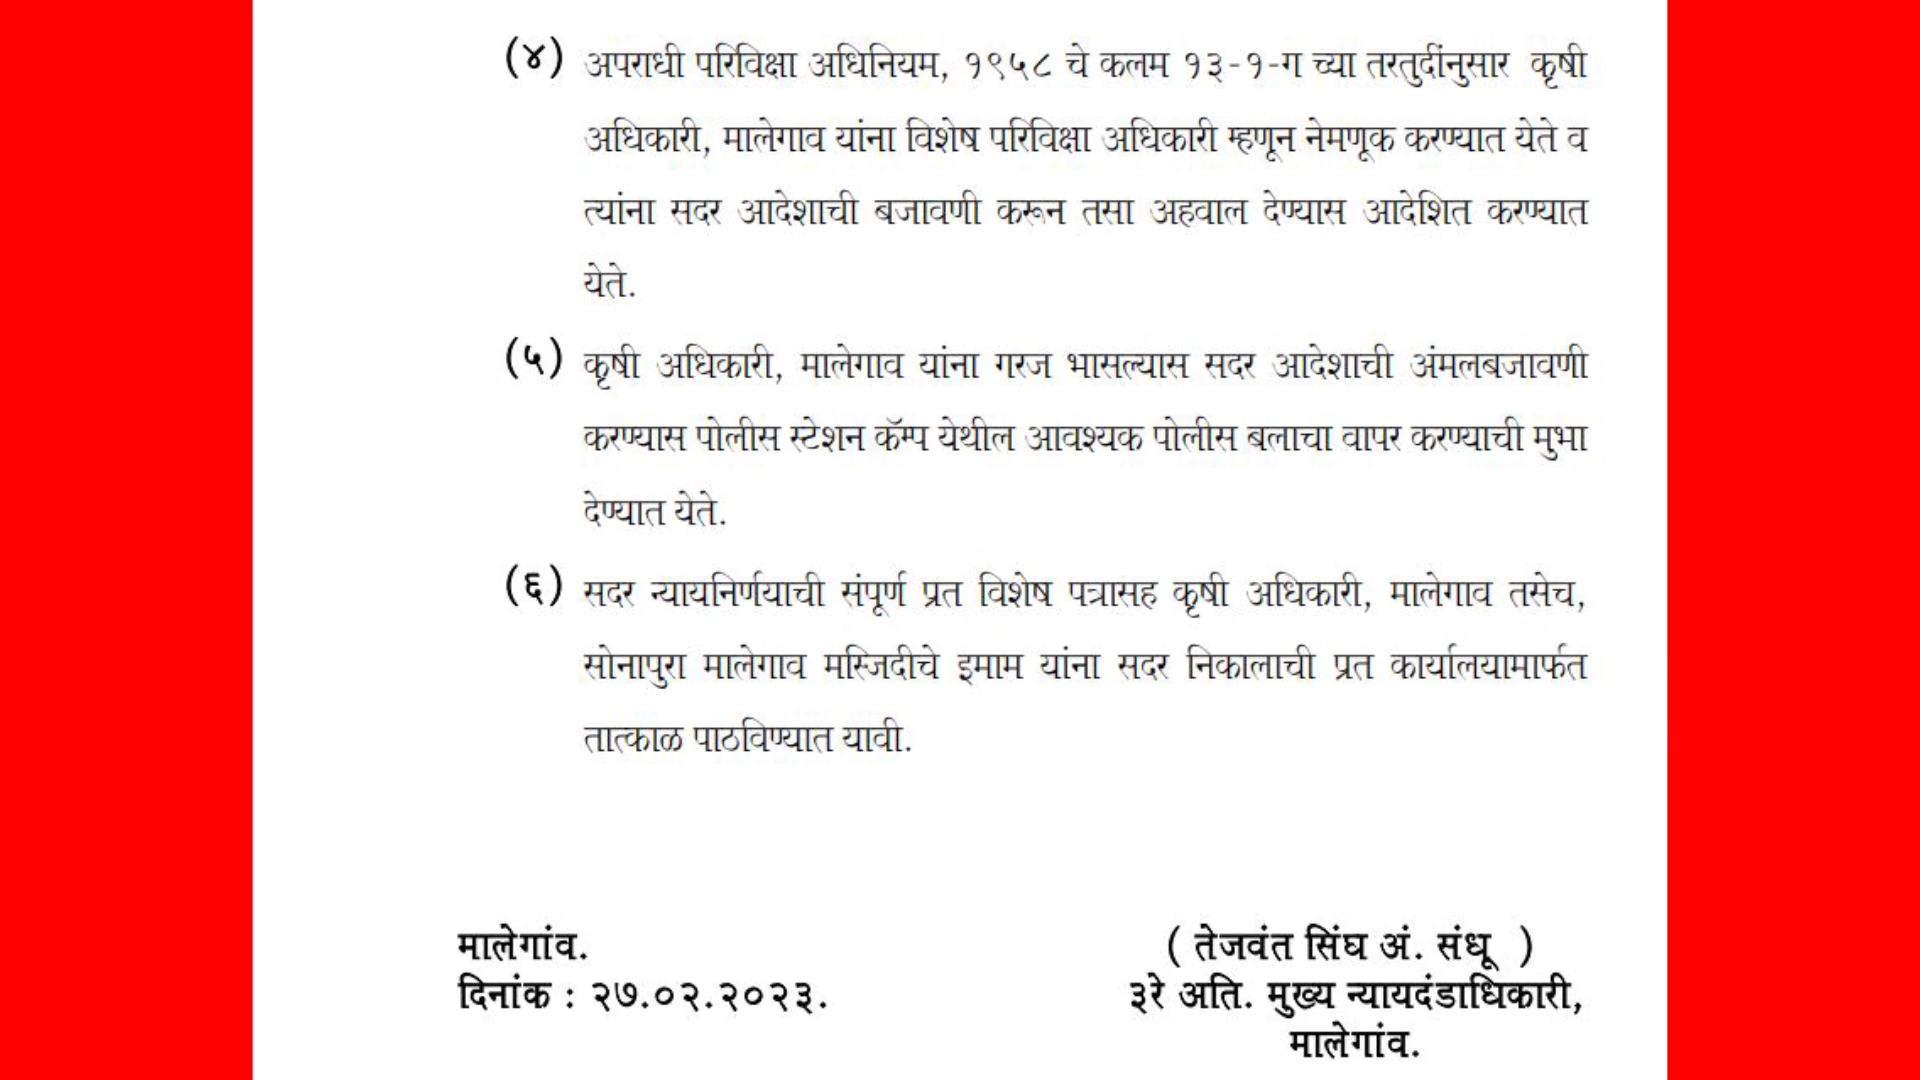 (४) अपराधी परिविक्षा अधिनियम, १९५८ चे कलम १३-१-ग च्या तरतुदींनुसार कृषी
अधिकारी, मालेगाव यांना विशेष परिविक्षा अधिकारी म्हणून नेमणूक करण्यात येते व
त्यांना सदर आदेशाची बजावणी करून तसा अहवाल देण्यास आदेशित करण्यात
येते.
(५) कृषी अधिकारी, मालेगाव यांना गरज भासल्यास सदर आदेशाची अंमलबजावणी
करण्यास पोलीस स्टेशन कॅम्प येथील आवश्यक पोलीस बलाचा वापर करण्याची मुभा
देण्यात येते.
(६) सदर न्यायनिर्णयाची संपूर्ण प्रत विशेष पत्रासह कृषी अधिकारी, मालेगाव तसेच,
सोनापुरा मालेगाव मस्जिदीचे इमाम यांना सदर निकालाची प्रत कार्यालयामार्फत
तात्काळ पाठविण्यात यावी.
मालेगांव.
दिनांक : २७.०२.२०२३.
( तेजवंत सिंघ अं. संधू )
३रे अति. मुख्य न्यायदंडाधिकारी,
मालेगांव.